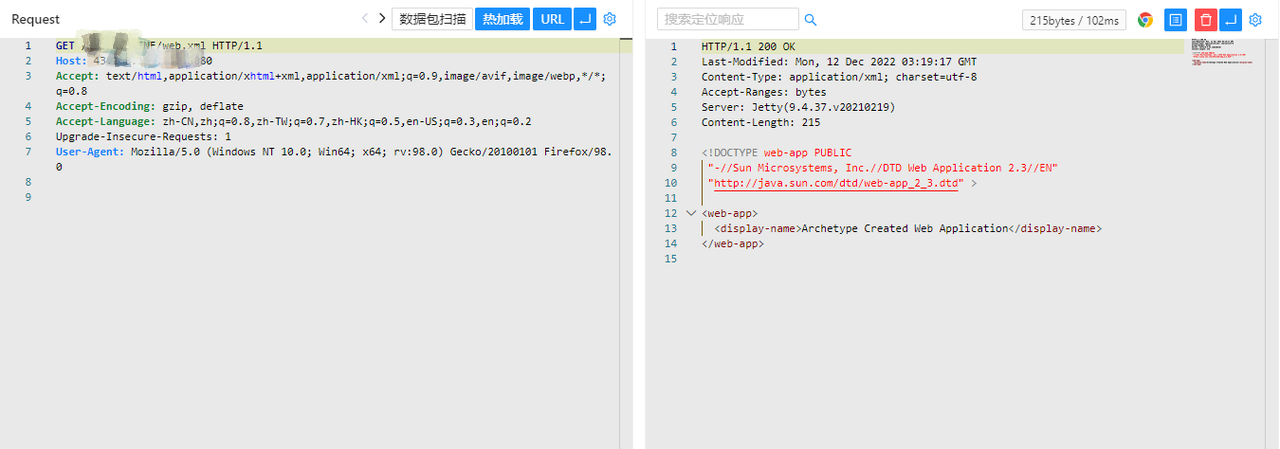 Request
数据包扫描
热加载
URL
1 GET /web.xml HTTP/1.1
2 Host: 43 80
3 Accept: text/html,application/xhtml+xml,application/xml;q=0.9,image/avif,image/webp,*/*;
q=0.8
4 Accept-Encoding: gzip, deflate
5 Accept-Language: zh-CN,zh;q=0.8,zh-TW;q=0.7,zh-HK;q=0.5,en-US;q=0.3,en;q=0.2
6 Upgrade-Insecure-Requests: 1
7 User-Agent: Mozilla/5.0 (Windows NT 10.0; Win64; x64; rv:98.0) Gecko/20100101 Firefox/98.
0
8
9
搜索定位响应
215bytes / 102ms
1 HTTP/1.1 200 OK
2 Last-Modified: Mon, 12 Dec 2022 03:19:17 GMT
3 Content-Type: application/xml; charset=utf-8
4 Accept-Ranges: bytes
5 Server: Jetty(9.4.37.v20210219)
6 Content-Length: 215
7
8 <!DOCTYPE web-app PUBLIC
9 "-//Sun Microsystems, Inc.//DTD Web Application 2.3//EN"
10 "http://java.sun.com/dtd/web-app_2_3.dtd" >
11
12 <web-app>
13 <display-name>Archetype Created Web Application</display-name>
14 </web-app>
15